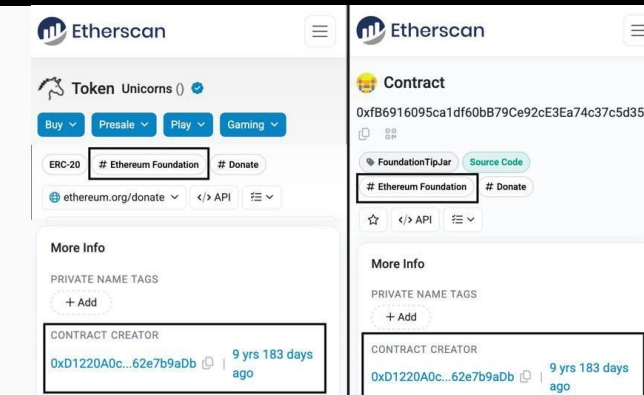 Etherscan
Token Unicorns ()
Buy Presale Play Gaming
ERC-20 # Ethereum Foundation # Donate
ethereum.org/donate </> API
More Info
PRIVATE NAME TAGS
+ Add
CONTRACT CREATOR
0xD1220A0c...62e7b9aDb | 9 yrs 183 days
ago
Etherscan
Contract
0xfB6916095ca1df60bB79Ce92cE3Ea74c37c5d35
FoundationTipJar Source Code
# Ethereum Foundation # Donate
</> API
More Info
PRIVATE NAME TAGS
+ Add
CONTRACT CREATOR
0xD1220A0c...62e7b9aDb | 9 yrs 183 days
ago